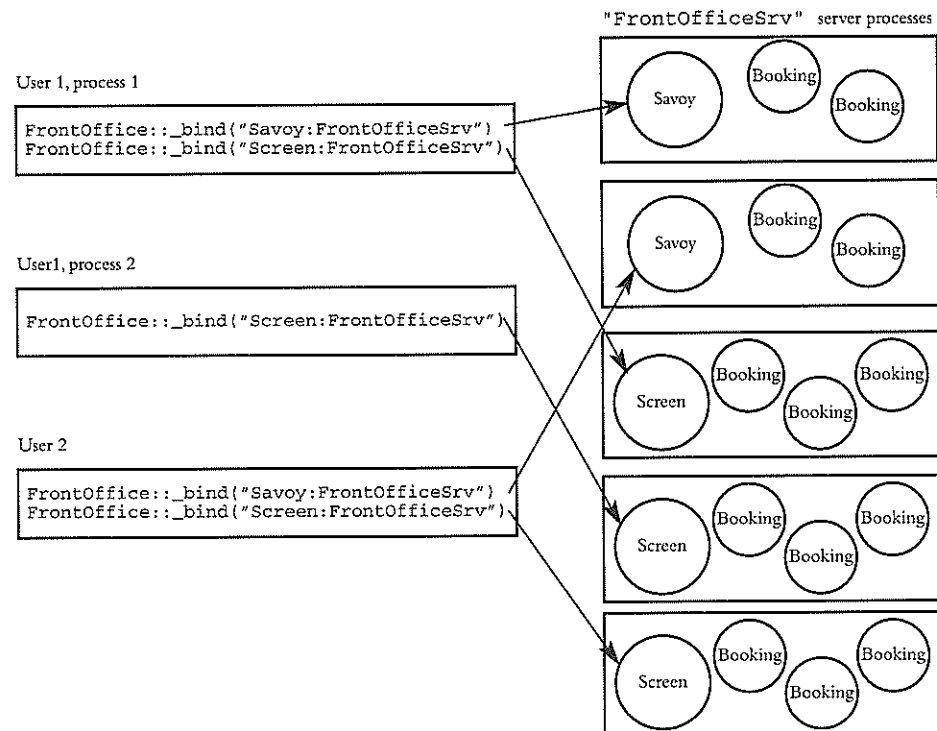 "FrontOfficeSrv" server processes
User 1, process 1
FrontOffice::_bind("Savoy:FrontOfficeSrv")
FrontOffice::_bind("Screen:FrontOfficeSrv")
User1, process 2
FrontOffice::_bind("Screen:FrontOfficeSrv")
User 2
FrontOffice::_bind("Savoy:FrontOfficeSrv")
FrontOffice::_bind("Screen:FrontOfficeSrv")
Savoy
Booking
Booking
Savoy
Booking
Booking
Screen
Booking
Booking
Booking
Screen
Booking
Booking
Booking
Screen
Booking
Booking
Booking